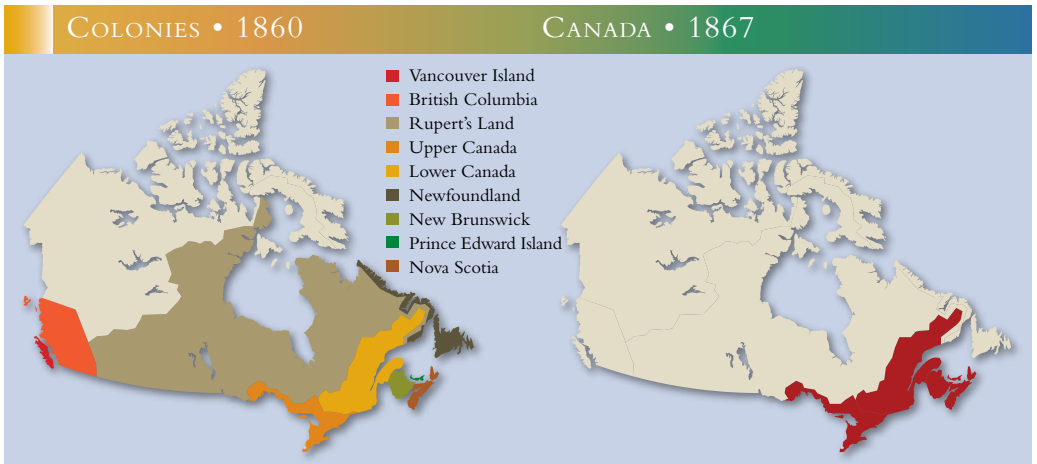 COLONIES • 1860
CANADA • 1867
Vancouver Island
British Columbia
Rupert’s Land
Upper Canada
Lower Canada
Newfoundland
New Brunswick
Prince Edward Island
Nova Scotia